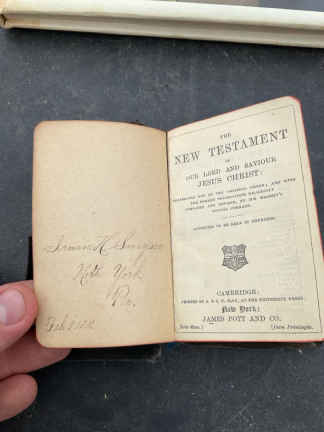 North York
Pa.
THE
NEW TESTAMENT
OF
OUR LORD AND SAVIOUR
JESUS CHRIST:
TRANSLATED OUT OF THE ORIGINAL GREEK; AND WITH
THE FORMER TRANSLATIONS DILIGENTLY
COMPARED AND REVISED, BY HIS MAJESTY'S
SPECIAL COMMAND.
APPOINTED TO BE READ IN CHURCHES.
CAMBRIDGE:
PRINTED BY C. J. CLAY, AT THE UNIVERSITY PRESS;
New York:
JAMES POTT AND CO.